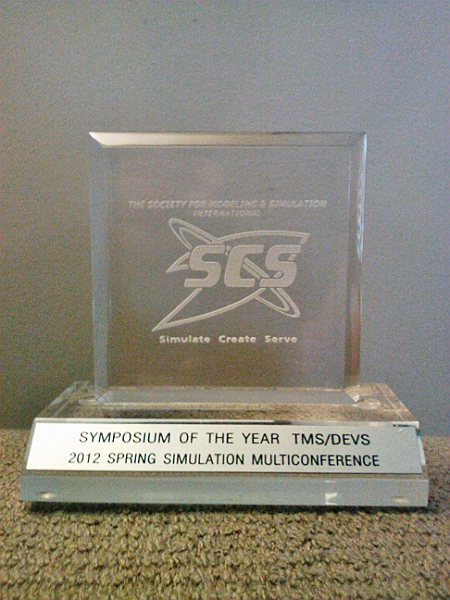 THE SOCIETY FOR MODELING & SIMULATION
INTERNATIONAL
SCS
Simulate Create Serve
SYMPOSIUM OF THE YEAR TMS/DEVS
2012 SPRING SIMULATION MULTICONFERENCE